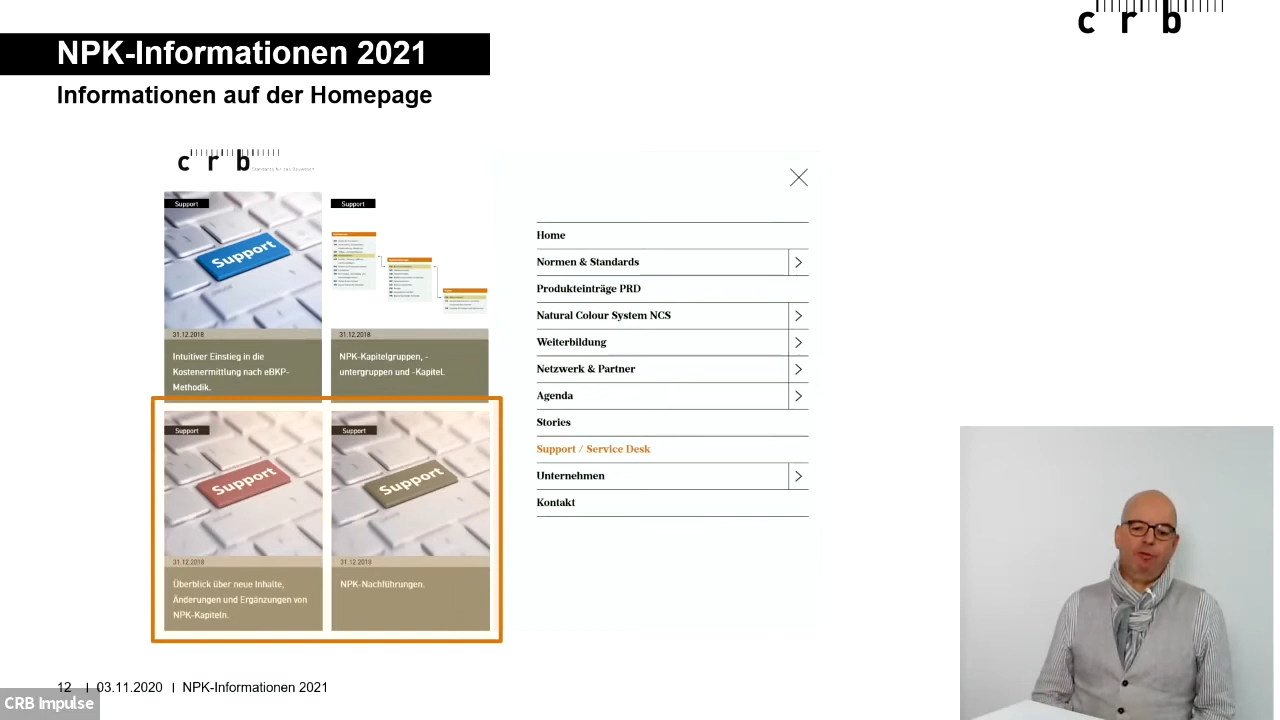 crb
NPK-Informationen 2021
Informationen auf der Homepage
crb
Support
Support
Support
31.12.2018
Intuitiver Einstieg in die
Kostenermittlung nach eBKP-
Methodik.
Support
31.12.2018
NPK-Kapitelgruppen, -
untergruppen und -Kapitel.
Support
Support
31.12.2018
Überblick über neue Inhalte,
Änderungen und Ergänzungen von
NPK-Kapiteln.
Support
Support
31.12.2018
NPK-Nachführungen.
Home
Normen & Standards
Produkteinträge PRD
Natural Colour System NCS
Weiterbildung
Netzwerk & Partner
Agenda
Stories
Support / Service Desk
Unternehmen
Kontakt
12 | 03.11.2020 | NPK-Informationen 2021
CRB Impulse